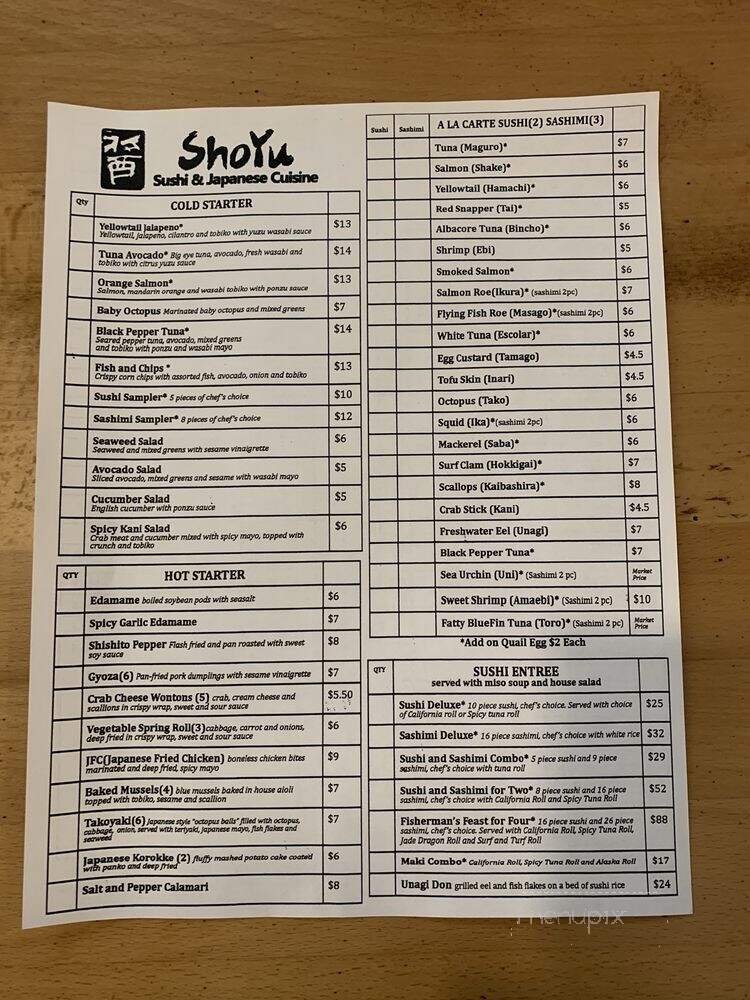 ShoYu
Sushi & Japanese Cuisine
Qty COLD STARTER
Yellowtail Jalapeno* $13
Yellowtail, jalapeno, cilantro and tobiko with yuzu wasabi sauce
Tuna Avocado* Big eye tuna, avocado, fresh wasabi and $14
tobiko with citrus yuzu sauce
Orange Salmon* $13
Salmon, mandarin orange and wasabi tobiko with ponzu sauce
Baby Octopus Marinated baby octopus and mixed greens $7
Black Pepper Tuna* $14
Seared pepper tuna, avocado, mixed greens
and tobiko with ponzu and wasabi mayo
Fish and Chips * $13
Crispy corn chips with assorted fish, avocado, onion and tobiko
Sushi Sampler* 5 pieces of chef's choice $10
Sashimi Sampler* 8 pieces of chef's choice $12
Seaweed Salad $6
Seaweed and mixed greens with sesame vinaigrette
Avocado Salad $5
Sliced avocado, mixed greens and sesame with wasabi mayo
Cucumber Salad $5
English cucumber with ponzu sauce
Spicy Kani Salad $6
Crab meat and cucumber mixed with spicy mayo, topped with
crunch and tobiko
QTY HOT STARTER
Edamame boiled soybean pods with seasalt $6
Spicy Garlic Edamame $7
Shishito Pepper Flash fried and pan roasted with sweet $8
soy sauce
Gyoza(6) Pan-fried pork dumplings with sesame vinaigrette $7
Crab Cheese Wontons (5) crab, cream cheese and $5.50
scallions in crispy wrap, sweet and sour sauce
Vegetable Spring Roll(3)cabbage, carrot and onions, $6
deep fried in crispy wrap, sweet and sour sauce
JFC(Japanese Fried Chicken) boneless chicken bites $9
marinated and deep fried, spicy mayo
Baked Mussels(4) blue mussels baked in house aioli $7
topped with tobiko, sesame and scallion
Takoyaki(6)Japanese style "octopus balls" filled with octopus, $7
cabbage, onion, served with teriyaki, japanese mayo, fish flakes and
seaweed
Japanese Korokke (2) fluffy mashed potato cake coated $6
with panko and deep fried
Salt and Pepper Calamari $8
Sushi Sashimi A LA CARTE SUSHI(2) SASHIMI(3)
Tuna (Maguro)* $7
Salmon (Shake)* $6
Yellowtail (Hamachi)* $6
Red Snapper (Tai)* $5
Albacore Tuna (Bincho)* $6
Shrimp (Ebi) $5
Smoked Salmon* $6
Salmon Roe(Ikura)* (sashimi 2pc) $7
Flying Fish Roe (Masago)*(sashimi 2pc) $6
White Tuna (Escolar)* $6
Egg Custard (Tamago) $4.5
Tofu Skin (Inari) $4.5
Octopus (Tako) $6
Squid (Ika)*(sashimi 2pc) $6
Mackerel (Saba)* $6
Surf Clam (Hokkigai)* $7
Scallops (Kaibashira)* $8
Crab Stick (Kani) $4.5
Freshwater Eel (Unagi) $7
Black Pepper Tuna* $7
Sea Urchin (Uni)* (Sashimi 2 pc) Market Price
Sweet Shrimp (Amaebi)* (Sashimi 2 pc) $10
Fatty BlueFin Tuna (Toro)* (Sashimi 2 pc) Market Price
*Add on Quail Egg $2 Each
QTY SUSHI ENTREE
served with miso soup and house salad
Sushi Deluxe* 10 piece sushi, chef's choice. Served with choice $25
of California roll or Spicy tuna roll
Sashimi Deluxe* 16 piece sashimi, chef's choice with white rice $32
Sushi and Sashimi Combo* 5 piece sushi and 9 piece $29
sashimi, chef's choice with tuna roll
Sushi and Sashimi for Two* 8 piece sushi and 16 piece $52
sashimi, chef's choice with California Roll and Spicy Tuna Roll
Fisherman's Feast for Four* 16 piece sushi and 26 piece $88
sashimi, chef's choice. Served with California Roll, Spicy Tuna Roll,
Jade Dragon Roll and Surf and Turf Roll
Maki Combo* California Roll, Spicy Tuna Roll and Alaska Roll $17
Unagi Don grilled eel and fish flakes on a bed of sushi rice $24
menupix